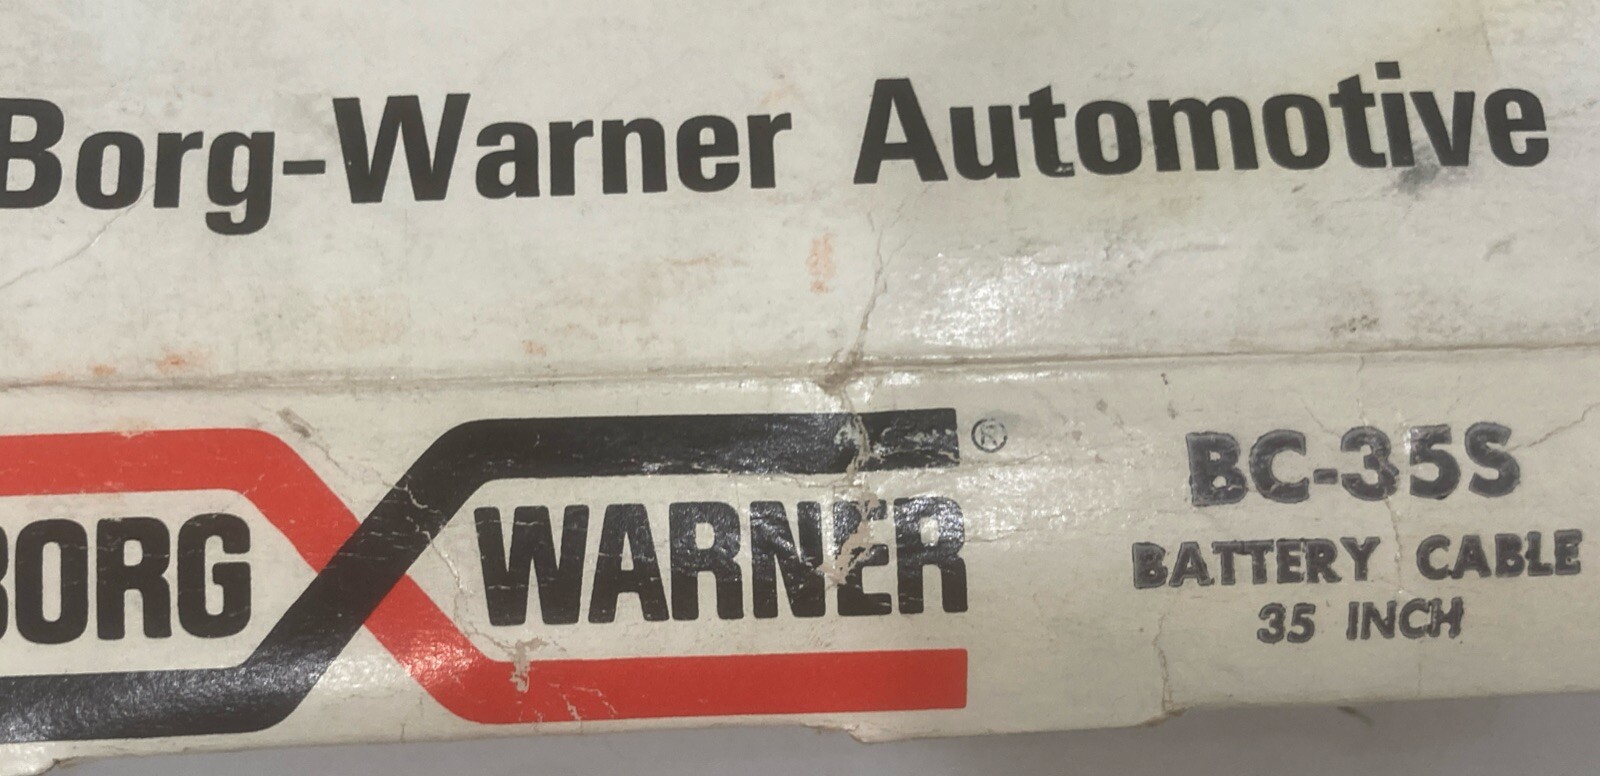 Borg-Warner Automotive
BORG WARNER ®
BC-35S
BATTERY CABLE
35 INCH